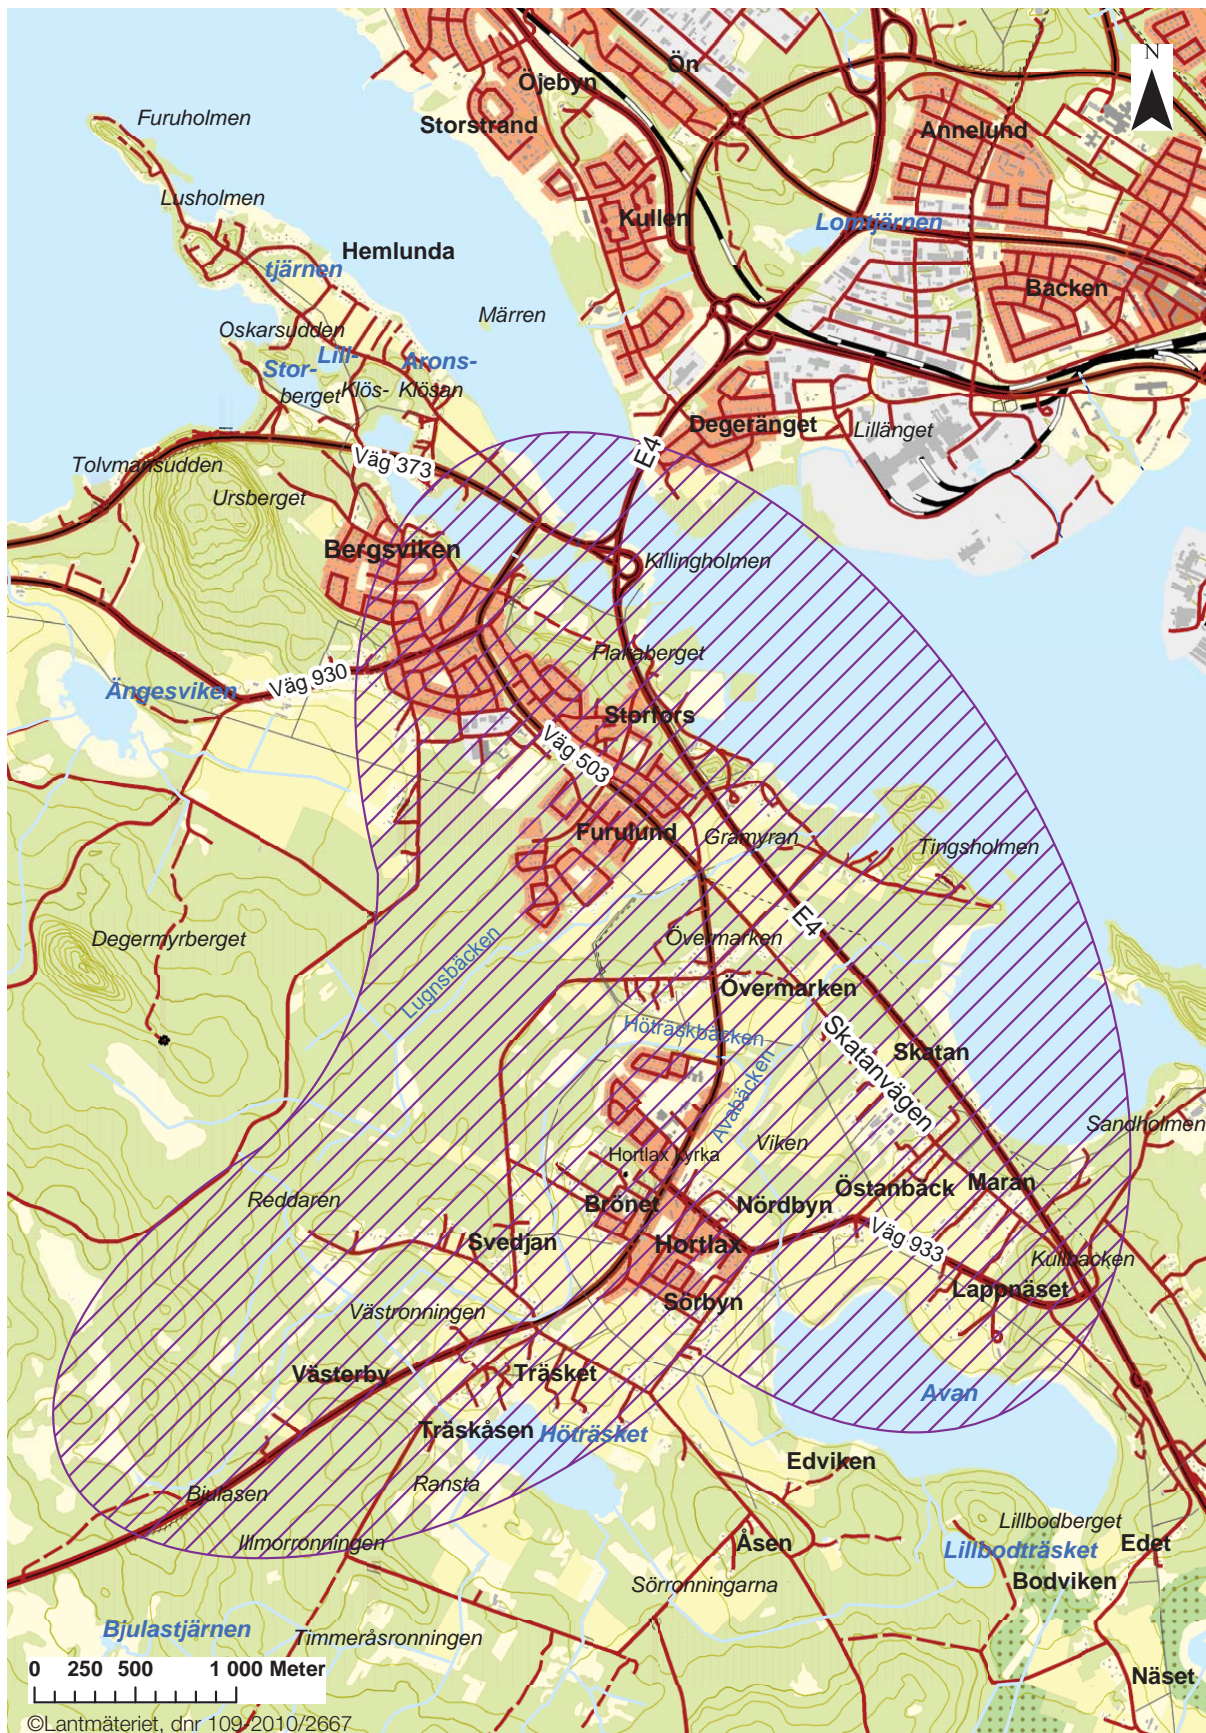 N
Ön
Öjebyn
Storstrand
Annelund
Furuholmen
Lusholmen
Kullen
Lomtjärnen
Hemlunda
tjärnen
Backen
Märren
Oskarsudden
Lill-
Arons-
Stor-
berget
Klös-
Klösan
Degeränget
Lillänget
E4
Väg 373
Tolvmansudden
Ursberget
Bergsviken
Killingholmen
Flakaberget
Väg 930
Ängesviken
Storfors
Väg 503
Furulund
Gråmyran
Tingsholmen
E4
Degermyrberget
Övermarken
Lugnsbäcken
Övermarken
Höträskbäcken
Skatan
Skatanvägen
Avabäcken
Sandholmen
Viken
Hortlax kyrka
Reddaren
Brönet
Nördbyn
Östanbäck
Maran
Svedjan
Hortlax
Väg 933
Kullbacken
Lappnäset
Sörbyn
Västronningen
Västerby
Träsket
Avan
Träskåsen
Höträsket
Edviken
Ransta
Bjulasen
Lillbodberget
Illmorronningen
Åsen
Lillbodträsket
Edet
Bodviken
Sörronningarna
Bjulastjärnen
Timmeråsronningen
Näset
0 250 500 1 000 Meter
©Lantmäteriet, dnr 109-2010/2667